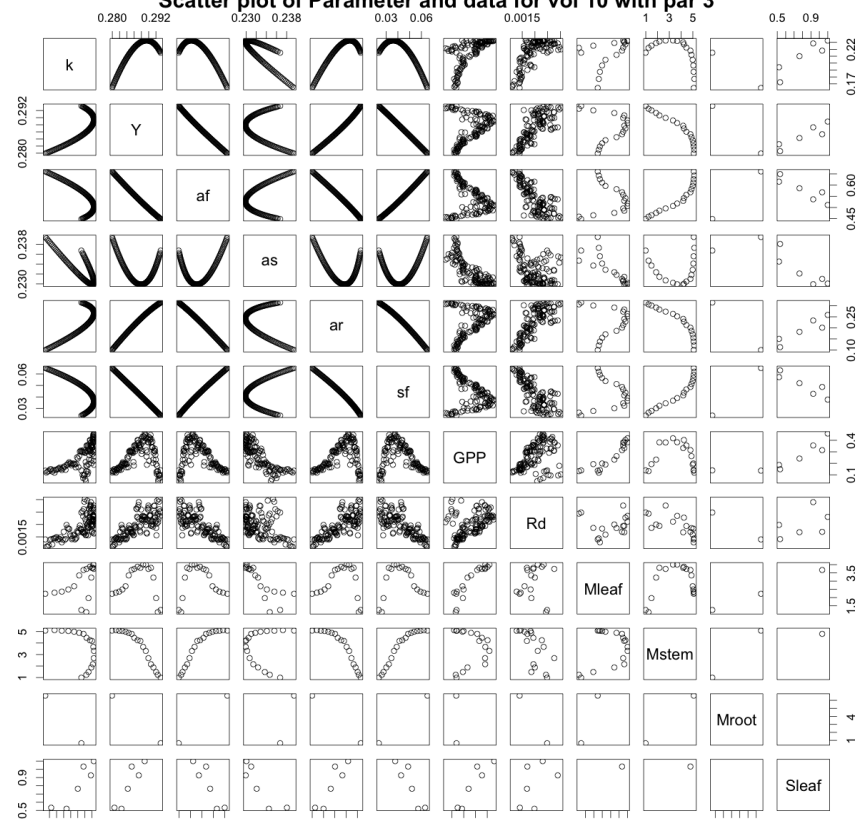 Scatter plot of Parameter and data for vol 10 with par 3
0.280 0.292 0.230 0.238 0.03 0.06 0.0015 1 3 5 0.5 0.9
k 0.17 0.22
0.280 0.292 Y
af 0.45 0.60
0.230 0.238 as
ar 0.10 0.25
0.03 0.06 sf
GPP 0.1 0.4
0.0015 Rd
Mleaf 1.5 3.5
1 3 5 Mstem
Mroot 1 4
0.5 0.9 Sleaf